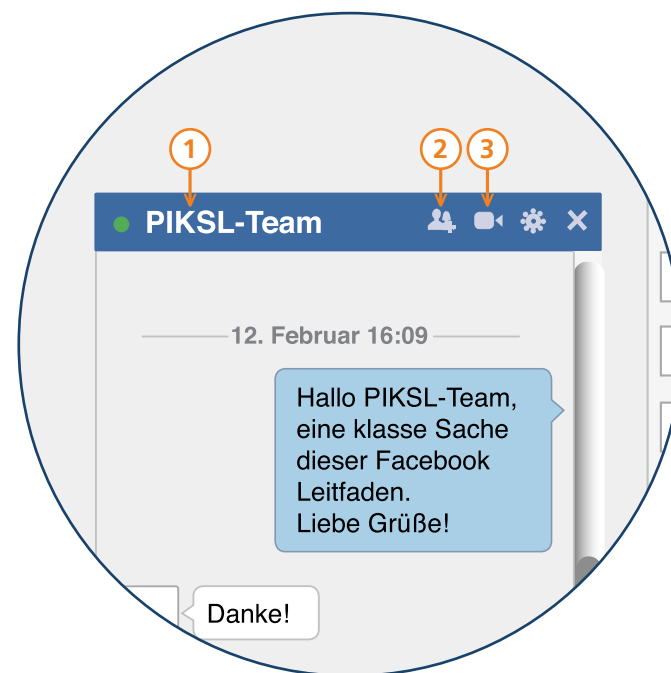 1 2 3
PIKSL-Team
12. Februar 16:09
Hallo PIKSL-Team,
eine klasse Sache
dieser Facebook
Leitfaden.
Liebe Grüße!
Danke!